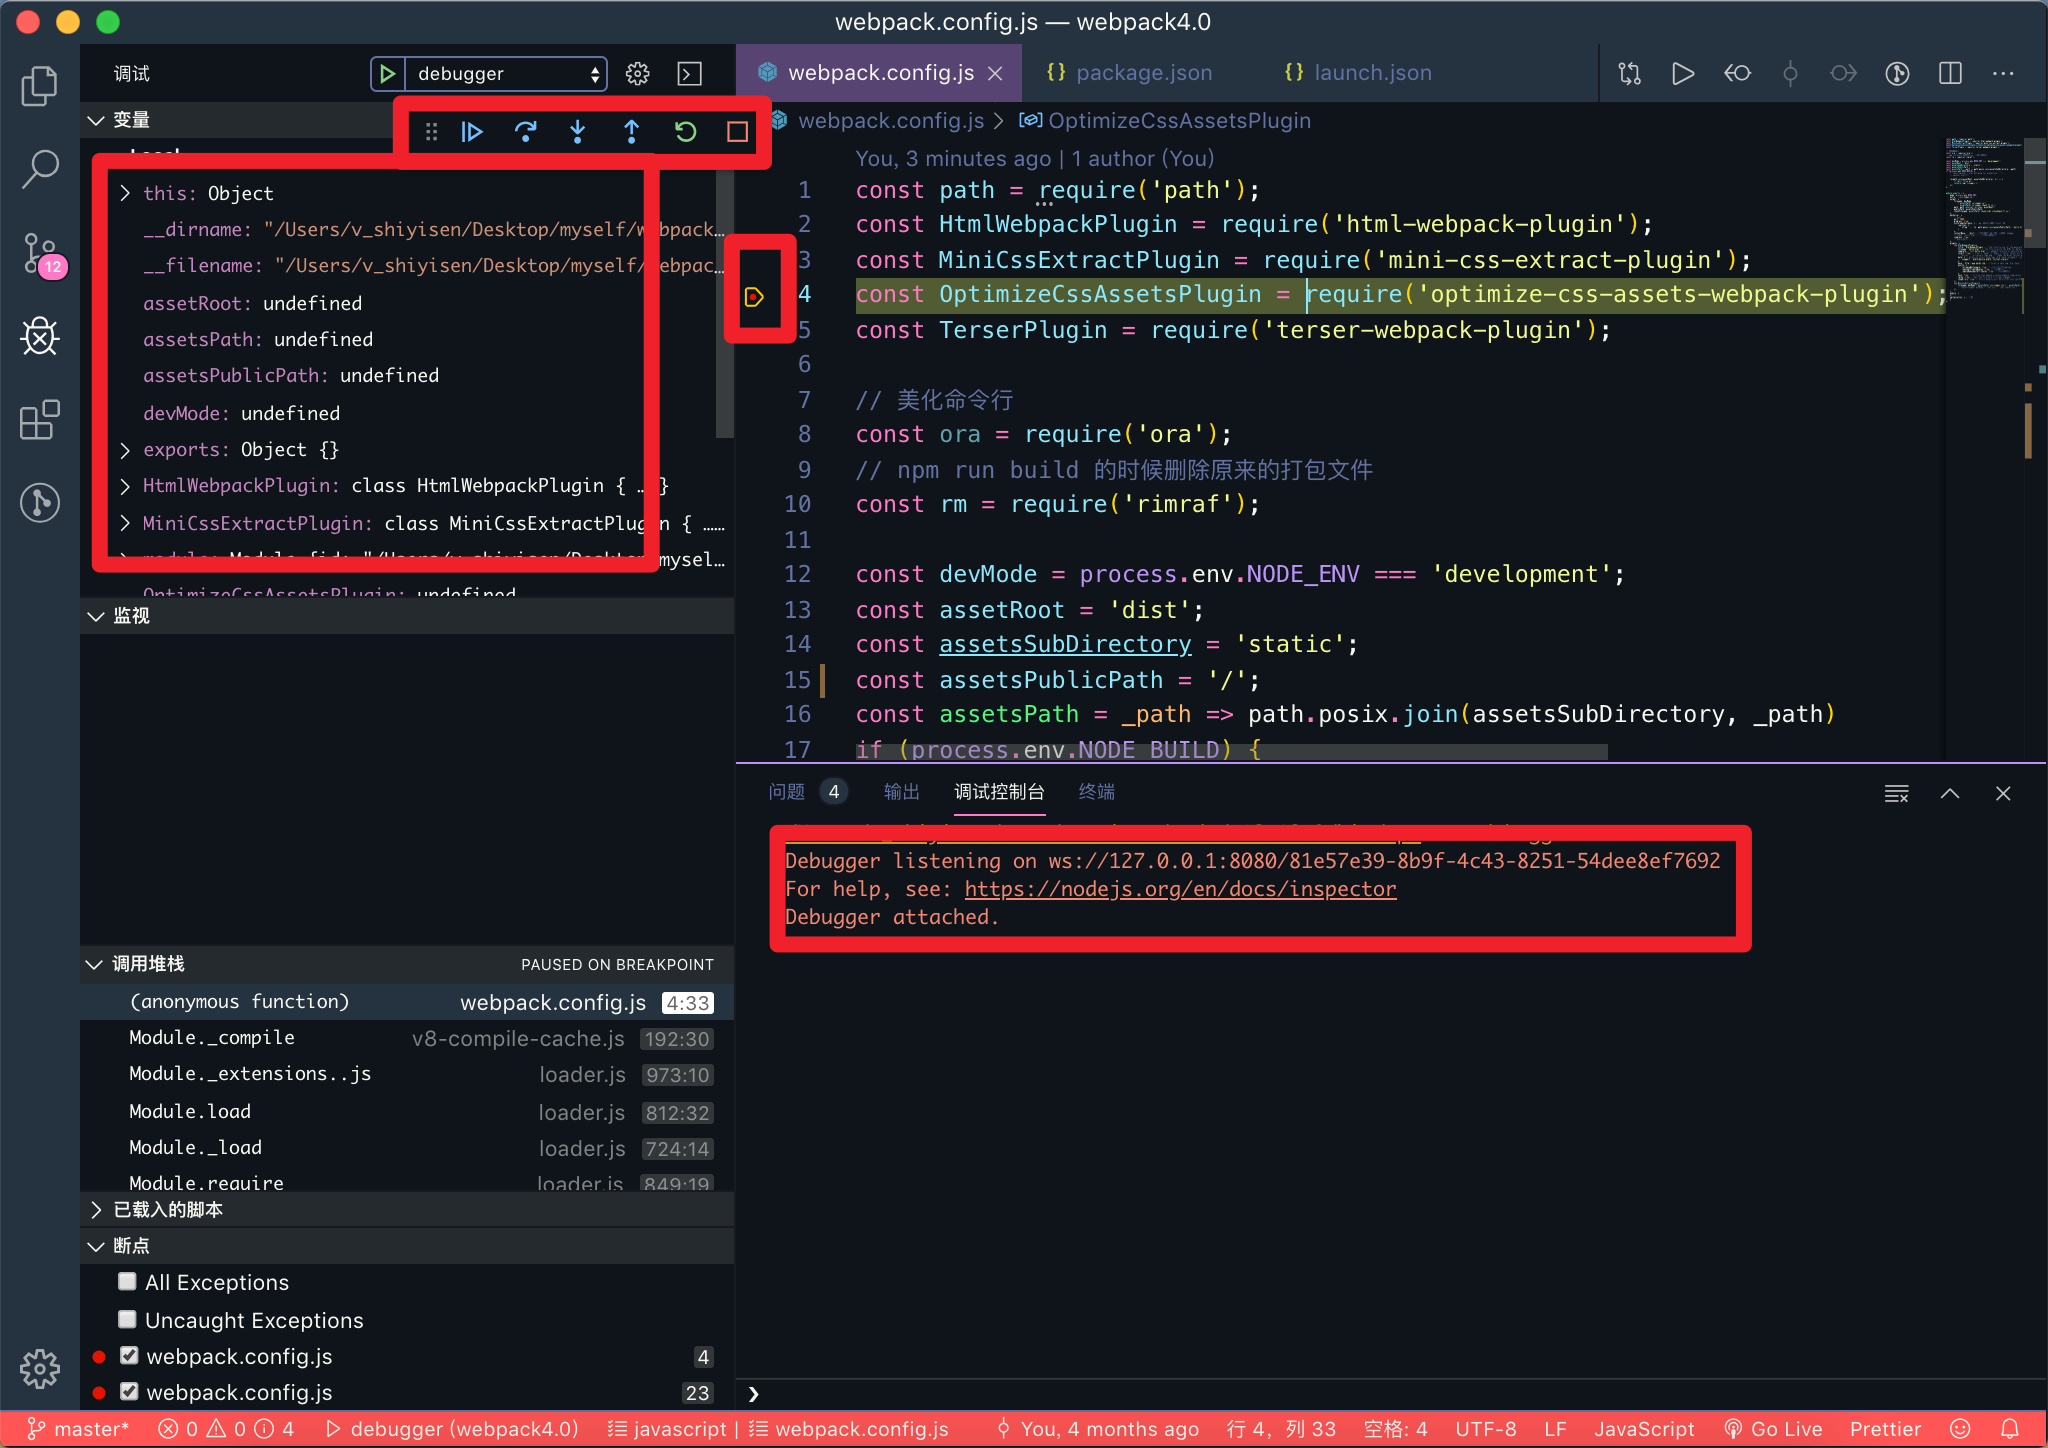 webpack.config.js — webpack4.0
调试
debugger
webpack.config.js
package.json
launch.json
变量
Local
this: Object
__dirname: "/Users/v_shiyisen/Desktop/myself/webpack…
__filename: "/Users/v_shiyisen/Desktop/myself/webpac…
assetRoot: undefined
assetsPath: undefined
assetsPublicPath: undefined
devMode: undefined
exports: Object {}
HtmlWebpackPlugin: class HtmlWebpackPlugin { … }
MiniCssExtractPlugin: class MiniCssExtractPlugin { ……
module: Module {id: "/Users/v_shiyisen/Desktop/mysel…
OptimizeCssAssetsPlugin: undefined
监视
调用堆栈 PAUSED ON BREAKPOINT
(anonymous function) webpack.config.js 4:33
Module._compile v8-compile-cache.js 192:30
Module._extensions..js loader.js 973:10
Module.load loader.js 812:32
Module._load loader.js 724:14
Module.require loader.js 849:19
已载入的脚本
断点
All Exceptions
Uncaught Exceptions
webpack.config.js 4
webpack.config.js 23
12
webpack.config.js > OptimizeCssAssetsPlugin
You, 3 minutes ago | 1 author (You)
1 const path = require('path');
2 const HtmlWebpackPlugin = require('html-webpack-plugin');
3 const MiniCssExtractPlugin = require('mini-css-extract-plugin');
4 const OptimizeCssAssetsPlugin = require('optimize-css-assets-webpack-plugin');
5 const TerserPlugin = require('terser-webpack-plugin');
6
7 // 美化命令行
8 const ora = require('ora');
9 // npm run build 的时候删除原来的打包文件
10 const rm = require('rimraf');
11
12 const devMode = process.env.NODE_ENV === 'development';
13 const assetRoot = 'dist';
14 const assetsSubDirectory = 'static';
15 const assetsPublicPath = '/';
16 const assetsPath = _path => path.posix.join(assetsSubDirectory, _path)
17 if (process.env.NODE_BUILD) {
问题 4 输出 调试控制台 终端
Debugger listening on ws://127.0.0.1:8080/81e57e39-8b9f-4c43-8251-54dee8ef7692
For help, see: https://nodejs.org/en/docs/inspector
Debugger attached.
master* 0 0 4 debugger (webpack4.0) javascript | webpack.config.js You, 4 months ago 行 4, 列 33 空格: 4 UTF-8 LF JavaScript Go Live Prettier